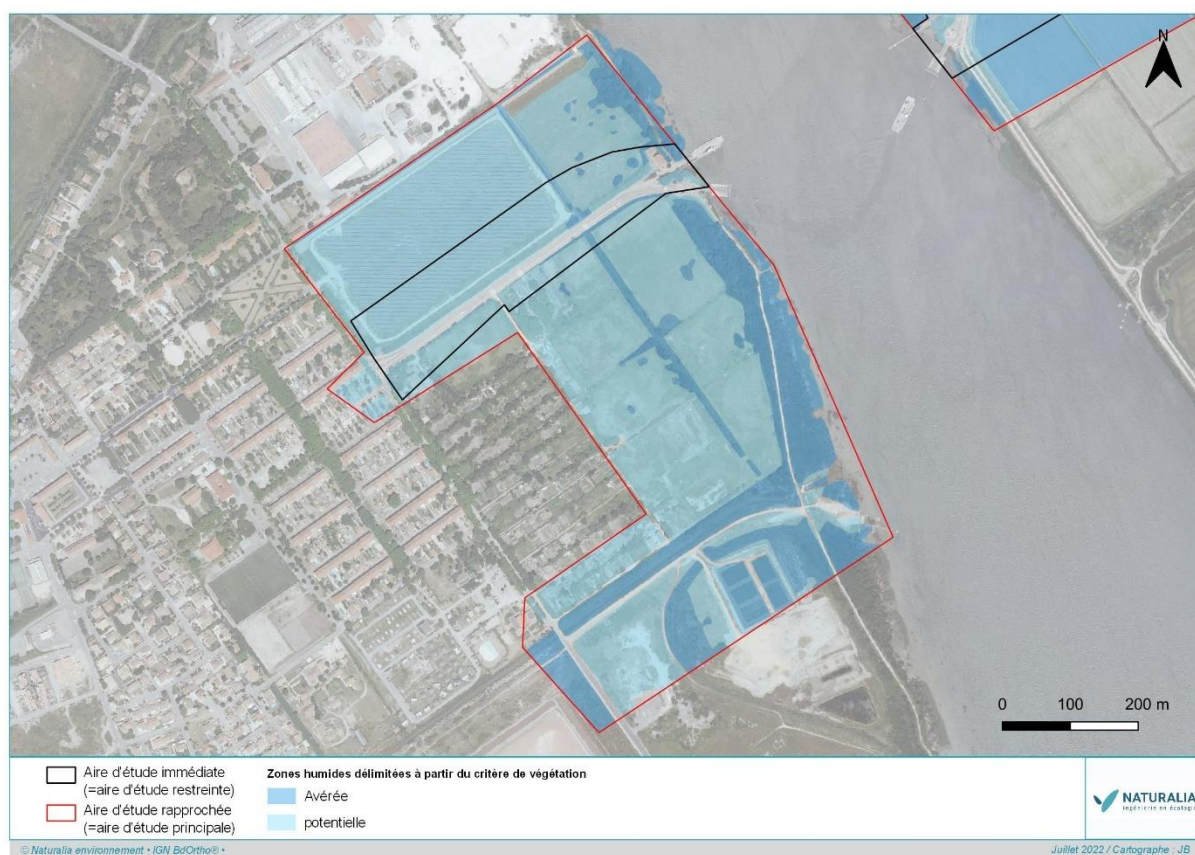 N
0 100 200 m
Aire d'étude immédiate
(=aire d'étude restreinte)
Aire d'étude rapprochée
(=aire d'étude principale)
Zones humides délimitées à partir du critère de végétation
Avérée
potentielle
NATURALIA
ingénierie en écologie
© Naturalia environnement • IGN BdOrtho® •
Juillet 2022 / Cartographe : JB